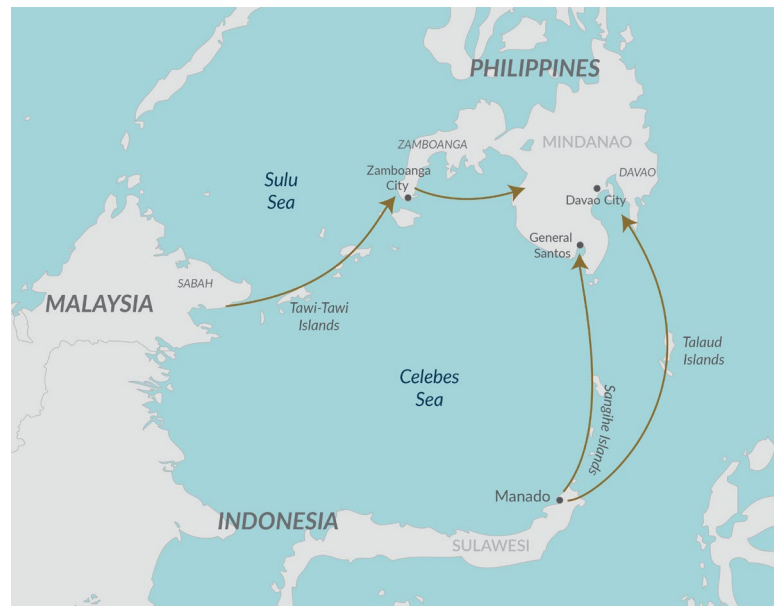 PHILIPPINES
ZAMBOANGA
MINDANAO
Zamboanga
City
DAVAO
Sulu
Sea
Davao City
General
Santos
SABAH
MALAYSIA
Tawi-Tawi
Islands
Talaud
Islands
Celebes
Sea
Sangihe Islands
Manado
INDONESIA
SULAWESI